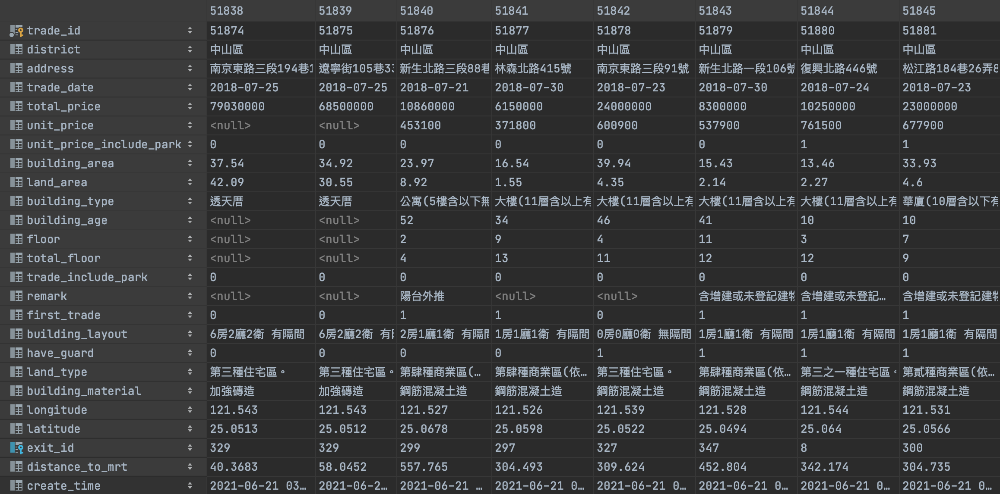 51838 51839 51840 51841 51842 51843 51844 51845
trade_id 51874 51875 51876 51877 51878 51879 51880 51881
district 中山區 中山區 中山區 中山區 中山區 中山區 中山區 中山區
address 南京東路三段194巷1 遼寧街105巷33 新生北路三段88巷 林森北路415號 南京東路三段91號 新生北路一段106號 復興北路446號 松江路184巷26弄8
trade_date 2018-07-25 2018-07-25 2018-07-21 2018-07-30 2018-07-23 2018-07-30 2018-07-24 2018-07-23
total_price 79030000 68500000 10860000 6150000 24000000 8300000 10250000 23000000
unit_price <null> <null> 453100 371800 600900 537900 761500 677900
unit_price_include_park 0 0 0 0 0 0 1 1
building_area 37.54 34.92 23.97 16.54 39.94 15.43 13.46 33.93
land_area 42.09 30.55 8.92 1.55 4.35 2.14 2.27 4.6
building_type 透天厝 透天厝 公寓(5樓含以下無 大樓(11層含以上有 大樓(11層含以上有 大樓(11層含以上有 大樓(11層含以上有 華廈(10層含以下有
building_age <null> <null> 52 34 46 41 10 10
floor <null> <null> 2 9 4 11 3 7
total_floor <null> <null> 4 13 11 12 12 9
trade_include_park 0 0 0 0 0 0 0 0
remark <null> <null> 陽台外推 <null> <null> 含增建或未登記建物 含增建或未登記… 含增建或未登記建物
first_trade 0 0 1 1 0 1 1 1
building_layout 6房2廳2衛 有隔間 6房2廳2衛 有 2房1廳1衛 有隔間 1房1廳1衛 有隔間 0房0廳0衛 無隔間 1房1廳1衛 有隔間 1房1廳1衛 有隔間 1房1廳1衛 有隔間
have_guard 0 0 0 0 1 1 1 1
land_type 第三種住宅區。 第三種住宅區。 第肆種商業區(… 第肆種商業區(依… 第三種住宅區。 第肆種商業區(依… 第三之一種住宅區。 第貳種商業區(依…
building_material 加強磚造 加強磚造 鋼筋混凝土造 鋼筋混凝土造 鋼筋混凝土造 鋼筋混凝土造 鋼筋混凝土造 鋼筋混凝土造
longitude 121.543 121.543 121.527 121.526 121.539 121.528 121.544 121.531
latitude 25.0513 25.0512 25.0678 25.0598 25.0522 25.0494 25.064 25.0566
exit_id 329 329 299 297 327 347 8 300
distance_to_mrt 40.3683 58.0452 557.765 304.493 309.624 452.804 342.174 304.735
create_time 2021-06-21 03… 2021-06-2… 2021-06-21 … 2021-06-21 0… 2021-06-21 0… 2021-06-21 0… 2021-06-21 0… 2021-06-21 0…